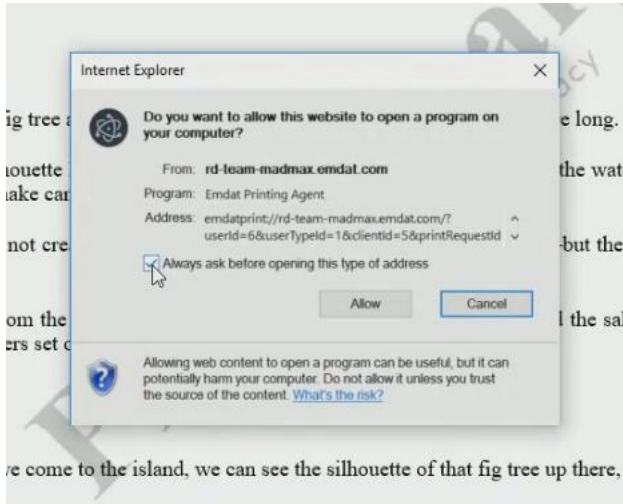 Internet Explorer
Do you want to allow this website to open a program on
your computer?
From: rd-team-madmax.emdat.com
Program: Emdat Printing Agent
Address: emdatprint://rd-team-madmax.emdat.com/?
userId=6&userTypeId=1&clientId=5&printRequestId
Always ask before opening this type of address
Allow Cancel
Allowing web content to open a program can be useful, but it can
potentially harm your computer. Do not allow it unless you trust
the source of the content. What's the risk?
ig tree
e long.
the wat
not cre
but the
om the
the sal
ers set
e come to the island, we can see the silhouette of that fig tree up there,